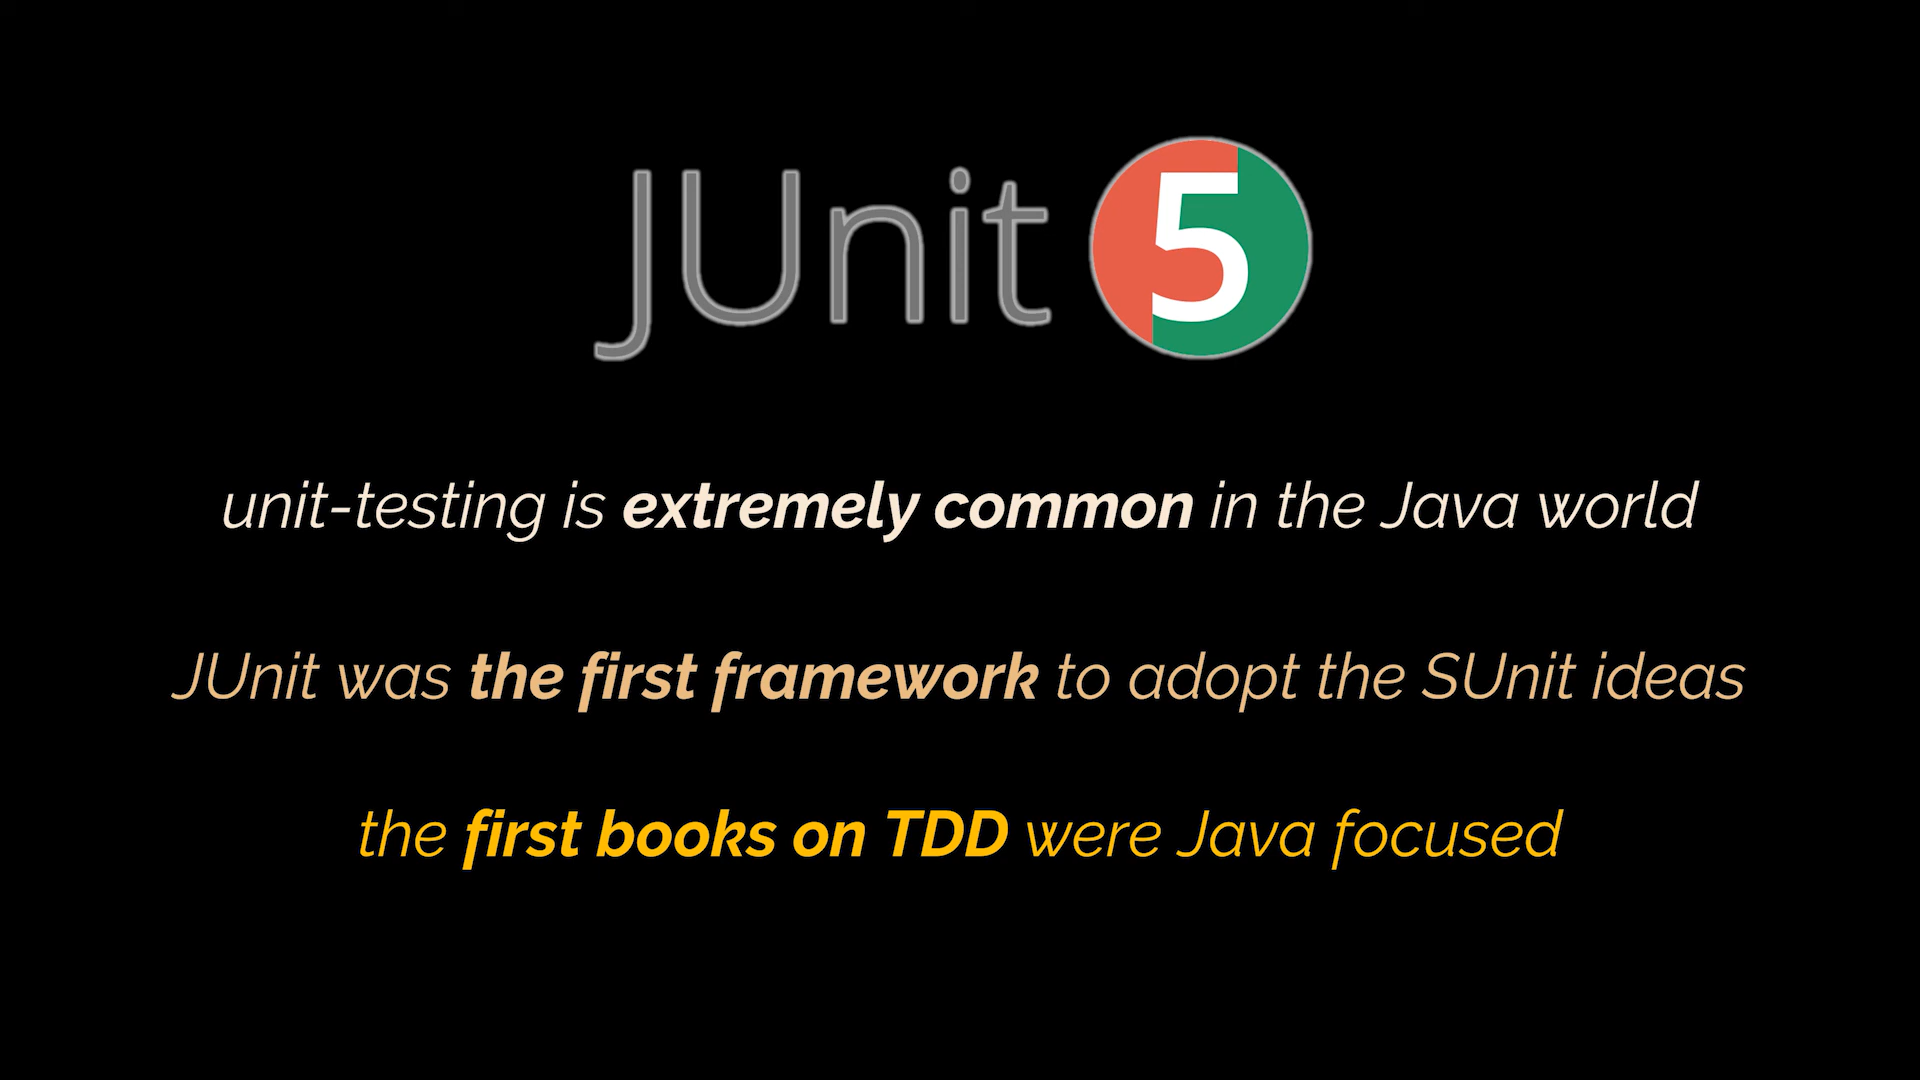 JUnit 5
unit-testing is extremely common in the Java world
JUnit was the first framework to adopt the SUnit ideas
the first books on TDD were Java focused